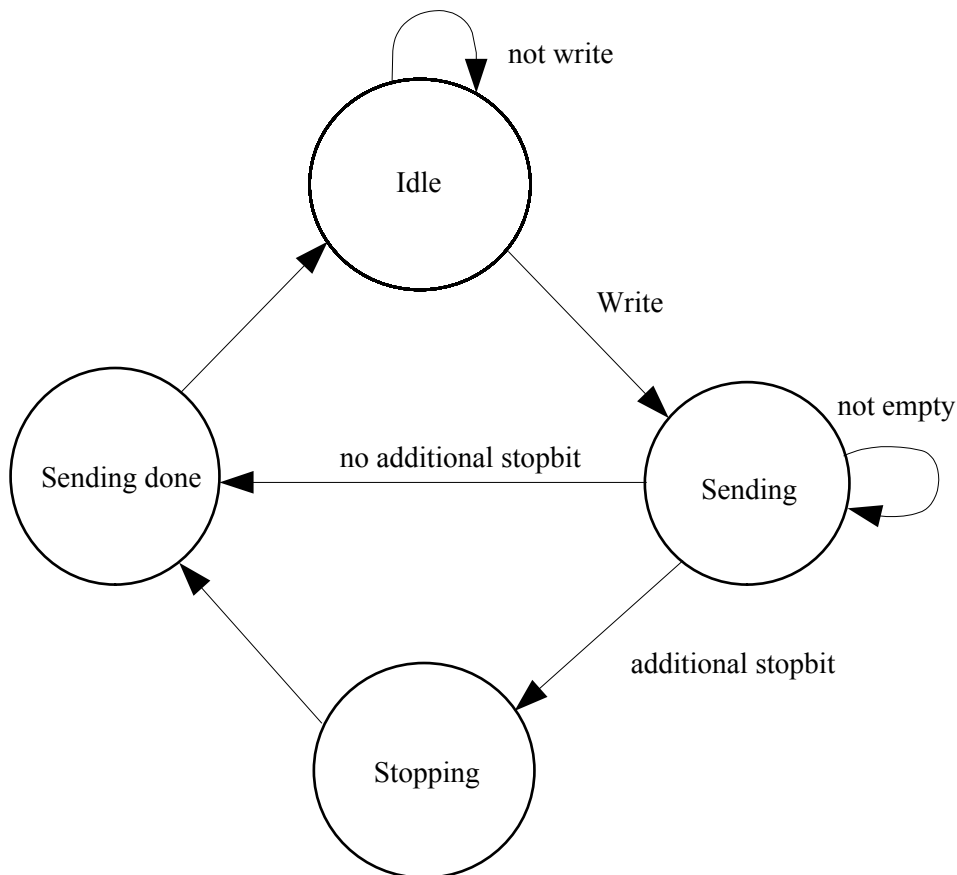 not write
Idle
Write
not empty
no additional stopbit
Sending done
Sending
additional stopbit
Stopping